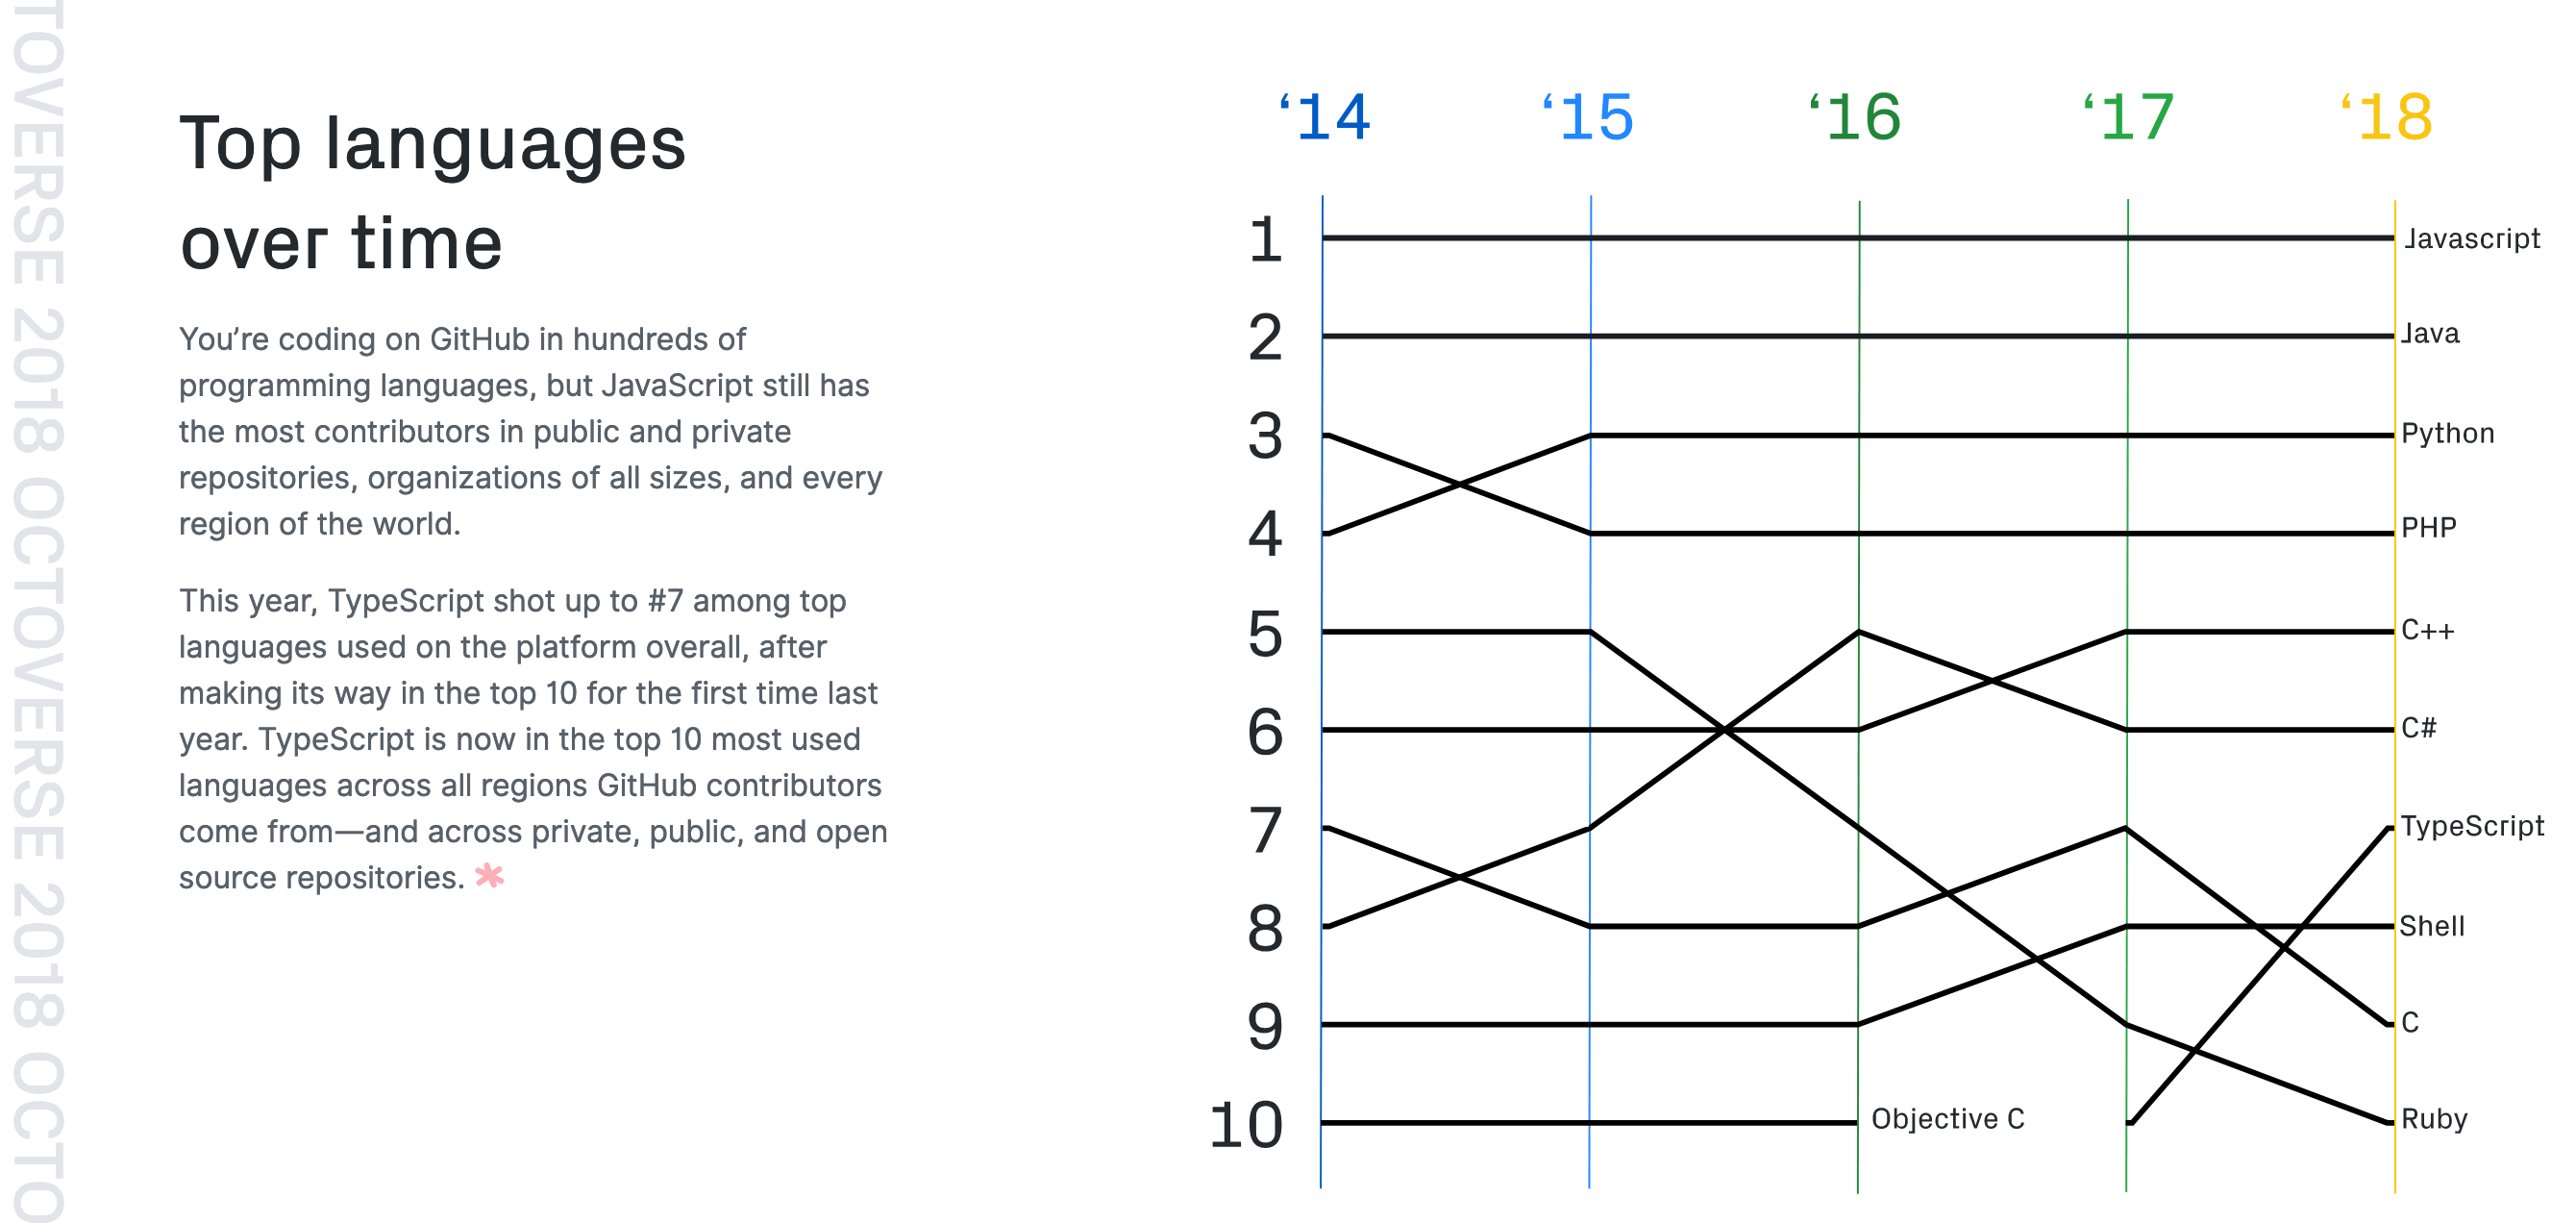 TOVERSE 2018 OCTOVERSE 2018 OCTOVERSE 2018 OCTO
Top languages
over time
You’re coding on GitHub in hundreds of
programming languages, but JavaScript still has
the most contributors in public and private
repositories, organizations of all sizes, and every
region of the world.
This year, TypeScript shot up to #7 among top
languages used on the platform overall, after
making its way in the top 10 for the first time last
year. TypeScript is now in the top 10 most used
languages across all regions GitHub contributors
come from—and across private, public, and open
source repositories.
‘14 ‘15 ‘16 ‘17 ‘18
1 Javascript
2 Java
3 Python
4 PHP
5 C++
6 C#
7 TypeScript
8 Shell
9 C
10 Objective C Ruby